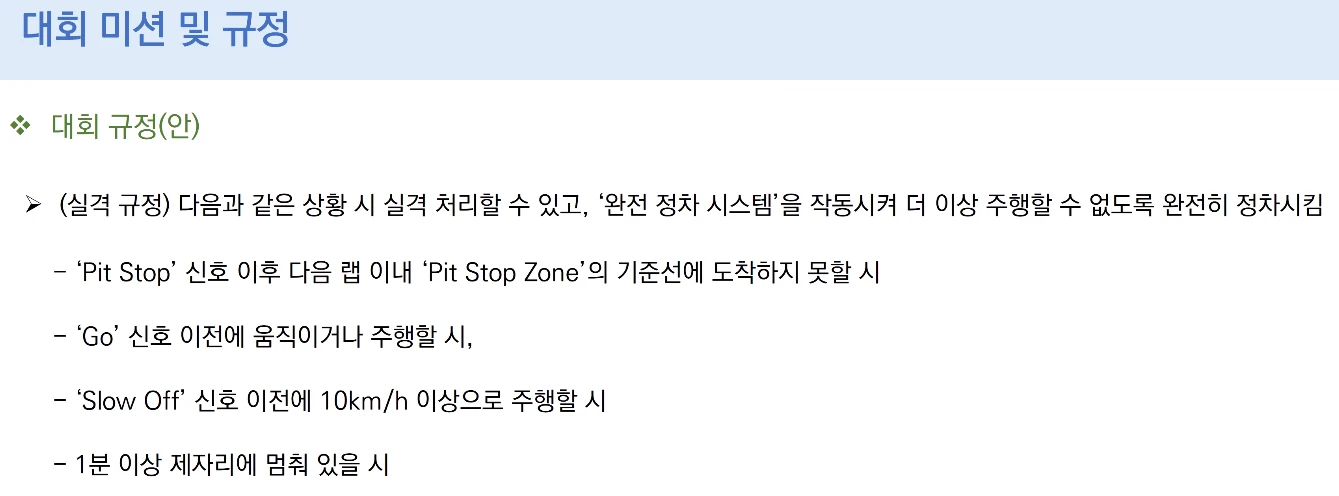 대회 미션 및 규정
❖ 대회 규정(안)
➢ (실격 규정) 다음과 같은 상황 시 실격 처리할 수 있고, ‘완전 정차 시스템’을 작동시켜 더 이상 주행할 수 없도록 완전히 정차시킴
– ‘Pit Stop’ 신호 이후 다음 랩 이내 ‘Pit Stop Zone’의 기준선에 도착하지 못할 시
– ‘Go’ 신호 이전에 움직이거나 주행할 시,
– ‘Slow Off’ 신호 이전에 10km/h 이상으로 주행할 시
– 1분 이상 제자리에 멈춰 있을 시